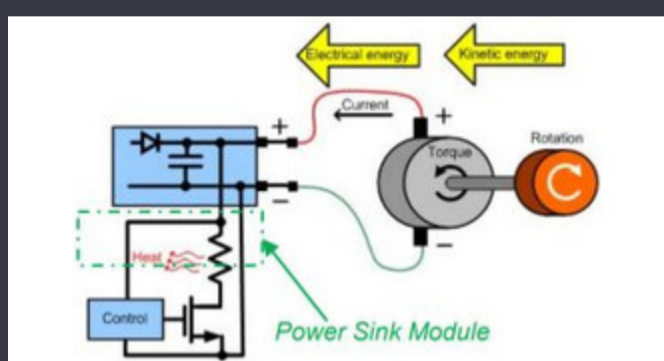 Electrical energy
Kinetic energy
Current
+
+
Torque
Rotation
−
−
Heat
Control
Power Sink Module